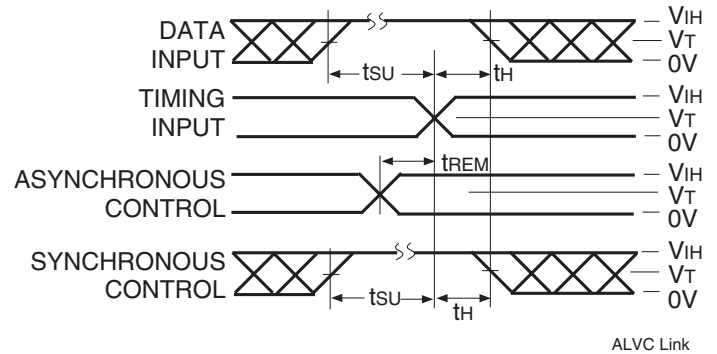 DATA
INPUT
tSU
tH
VIH
VT
0V
TIMING
INPUT
VIH
VT
0V
tREM
ASYNCHRONOUS
CONTROL
VIH
VT
0V
SYNCHRONOUS
CONTROL
tSU
tH
VIH
VT
0V
ALVC Link